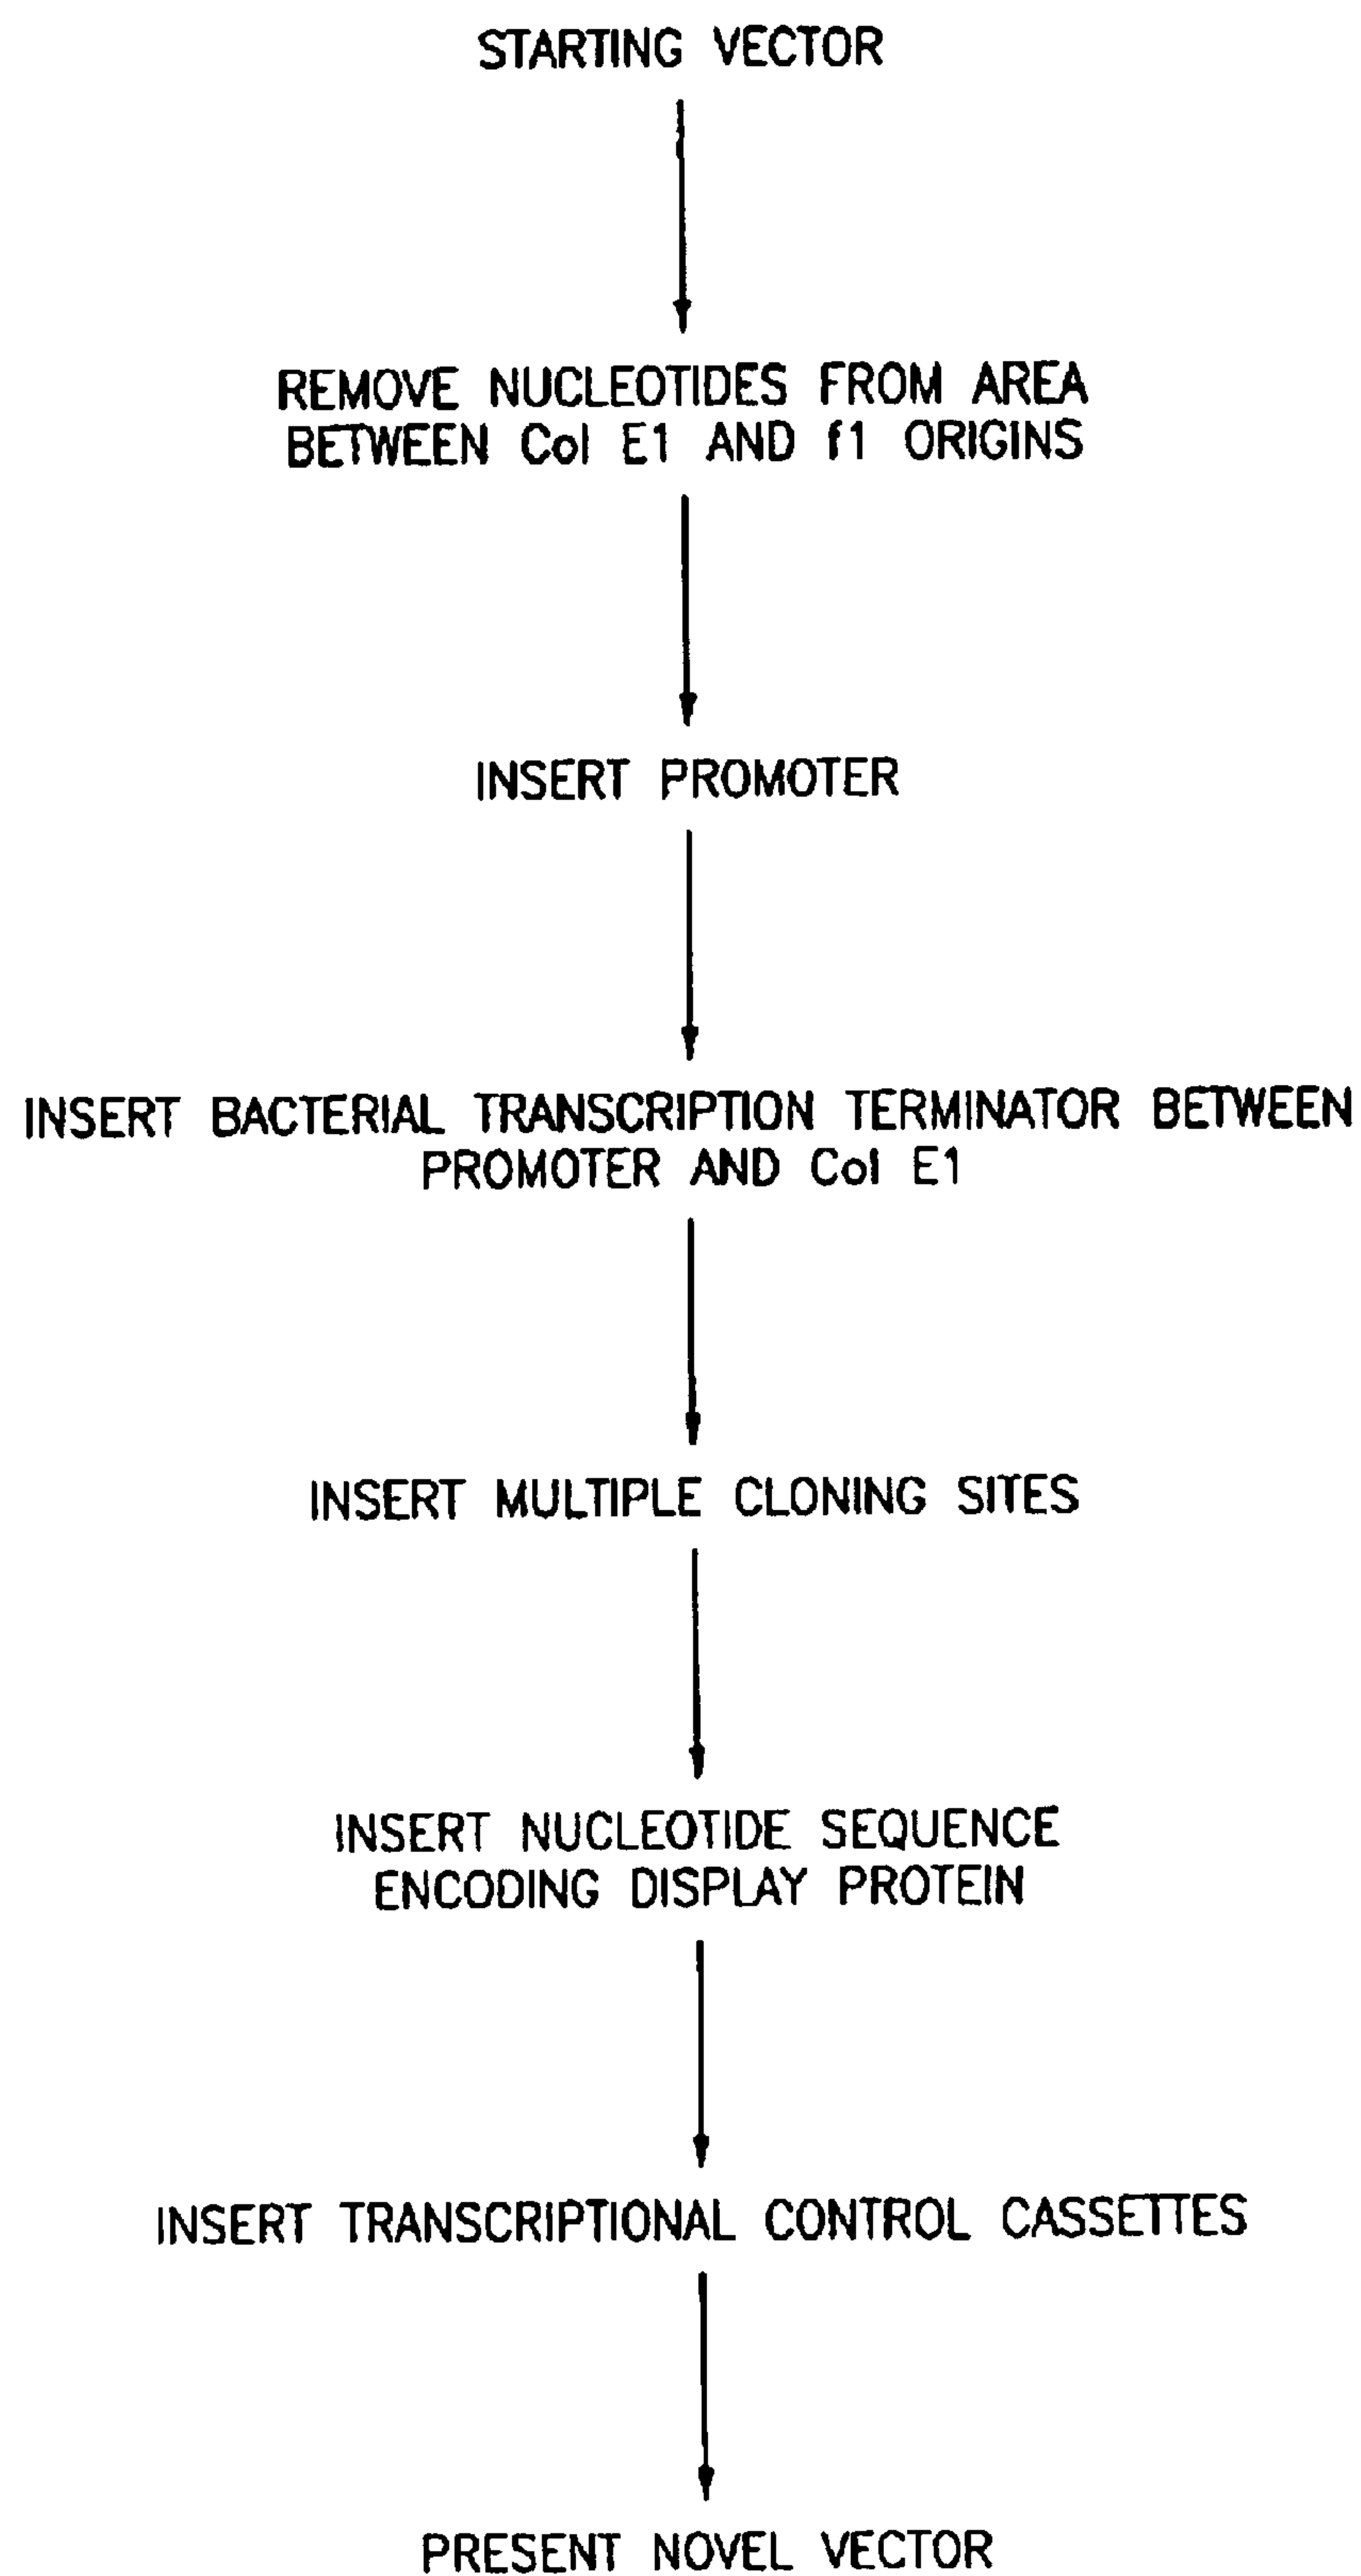 STARTING VECTOR
REMOVE NUCLEOTIDES FROM AREA
BETWEEN Col E1 AND f1 ORIGINS
INSERT PROMOTER
INSERT BACTERIAL TRANSCRIPTION TERMINATOR BETWEEN
PROMOTER AND Col E1
INSERT MULTIPLE CLONING SITES
INSERT NUCLEOTIDE SEQUENCE
ENCODING DISPLAY PROTEIN
INSERT TRANSCRIPTIONAL CONTROL CASSETTES
PRESENT NOVEL VECTOR